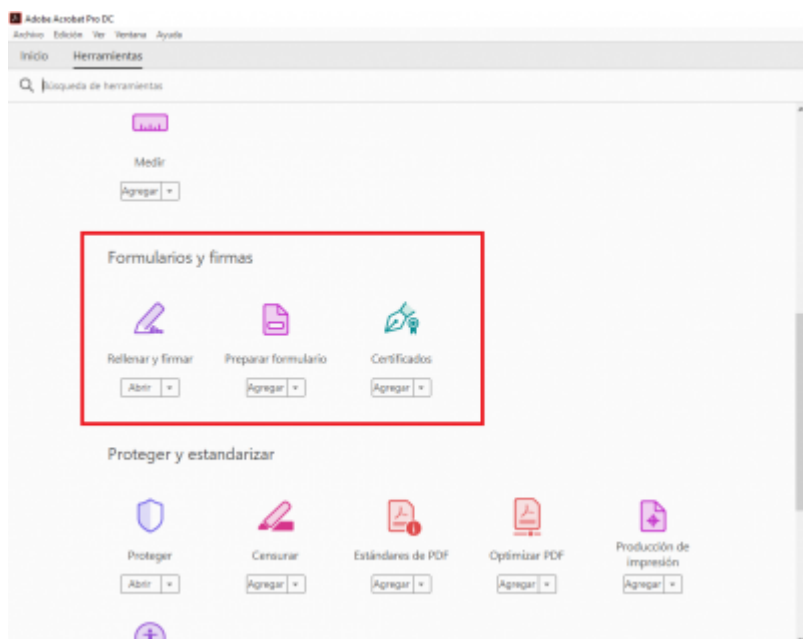 Adobe Acrobat Pro DC
Archivo Edición Ver Ventana Ayuda
Inicio Herramientas
Búsqueda de herramientas
Medir
Agregar
Formularios y firmas
Rellenar y firmar Preparar formulario Certificados
Abrir Agregar Agregar
Proteger y estandarizar
Proteger Censurar Estándares de PDF Optimizar PDF Producción de
impresión
Abrir Agregar Agregar Agregar Agregar